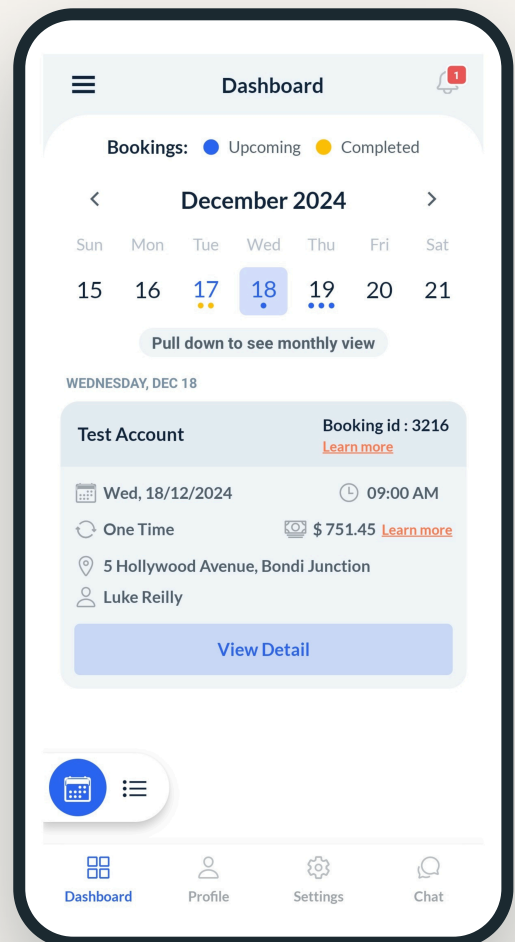 Dashboard
1
Bookings: Upcoming Completed
December 2024
Sun Mon Tue Wed Thu Fri Sat
15 16 17 18 19 20 21
Pull down to see monthly view
WEDNESDAY, DEC 18
Test Account
Booking id : 3216
Learn more
Wed, 18/12/2024 09:00 AM
One Time $ 751.45 Learn more
5 Hollywood Avenue, Bondi Junction
Luke Reilly
View Detail
Dashboard Profile Settings Chat